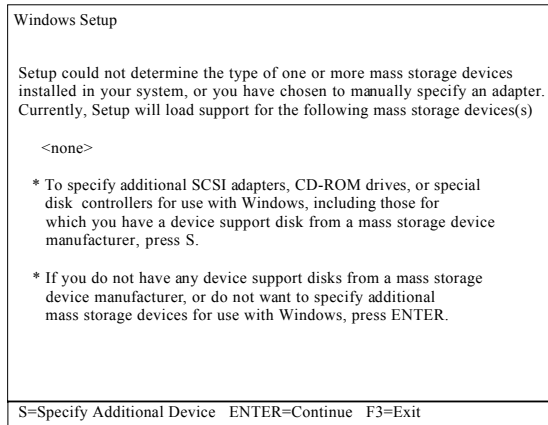 Windows Setup
Setup could not determine the type of one or more mass storage devices
installed in your system, or you have chosen to manually specify an adapter.
Currently, Setup will load support for the following mass storage devices(s)
<none>
* To specify additional SCSI adapters, CD-ROM drives, or special
disk controllers for use with Windows, including those for
which you have a device support disk from a mass storage device
manufacturer, press S.
* If you do not have any device support disks from a mass storage
device manufacturer, or do not want to specify additional
mass storage devices for use with Windows, press ENTER.
S=Specify Additional Device ENTER=Continue F3=Exit